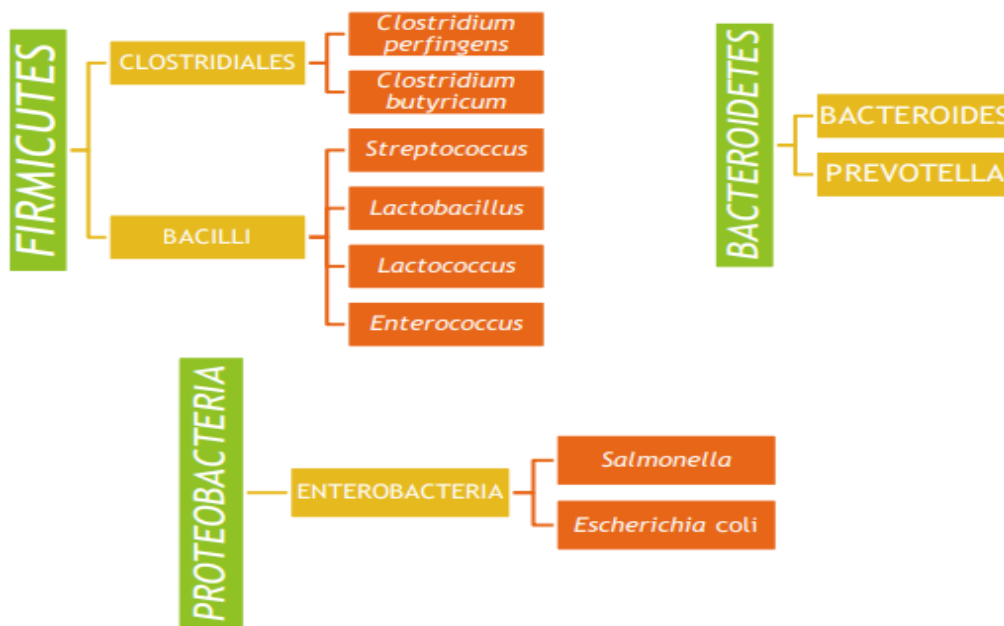 FIRMICUTES
CLOSTRIDIALES
Clostridium
perfingens
Clostridium
butyricum
BACILLI
Streptococcus
Lactobacillus
Lactococcus
Enterococcus
BACTEROIDETES
BACTEROIDES
PREVOTELLA
PROTEOBACTERIA
ENTEROBACTERIA
Salmonella
Escherichia coli